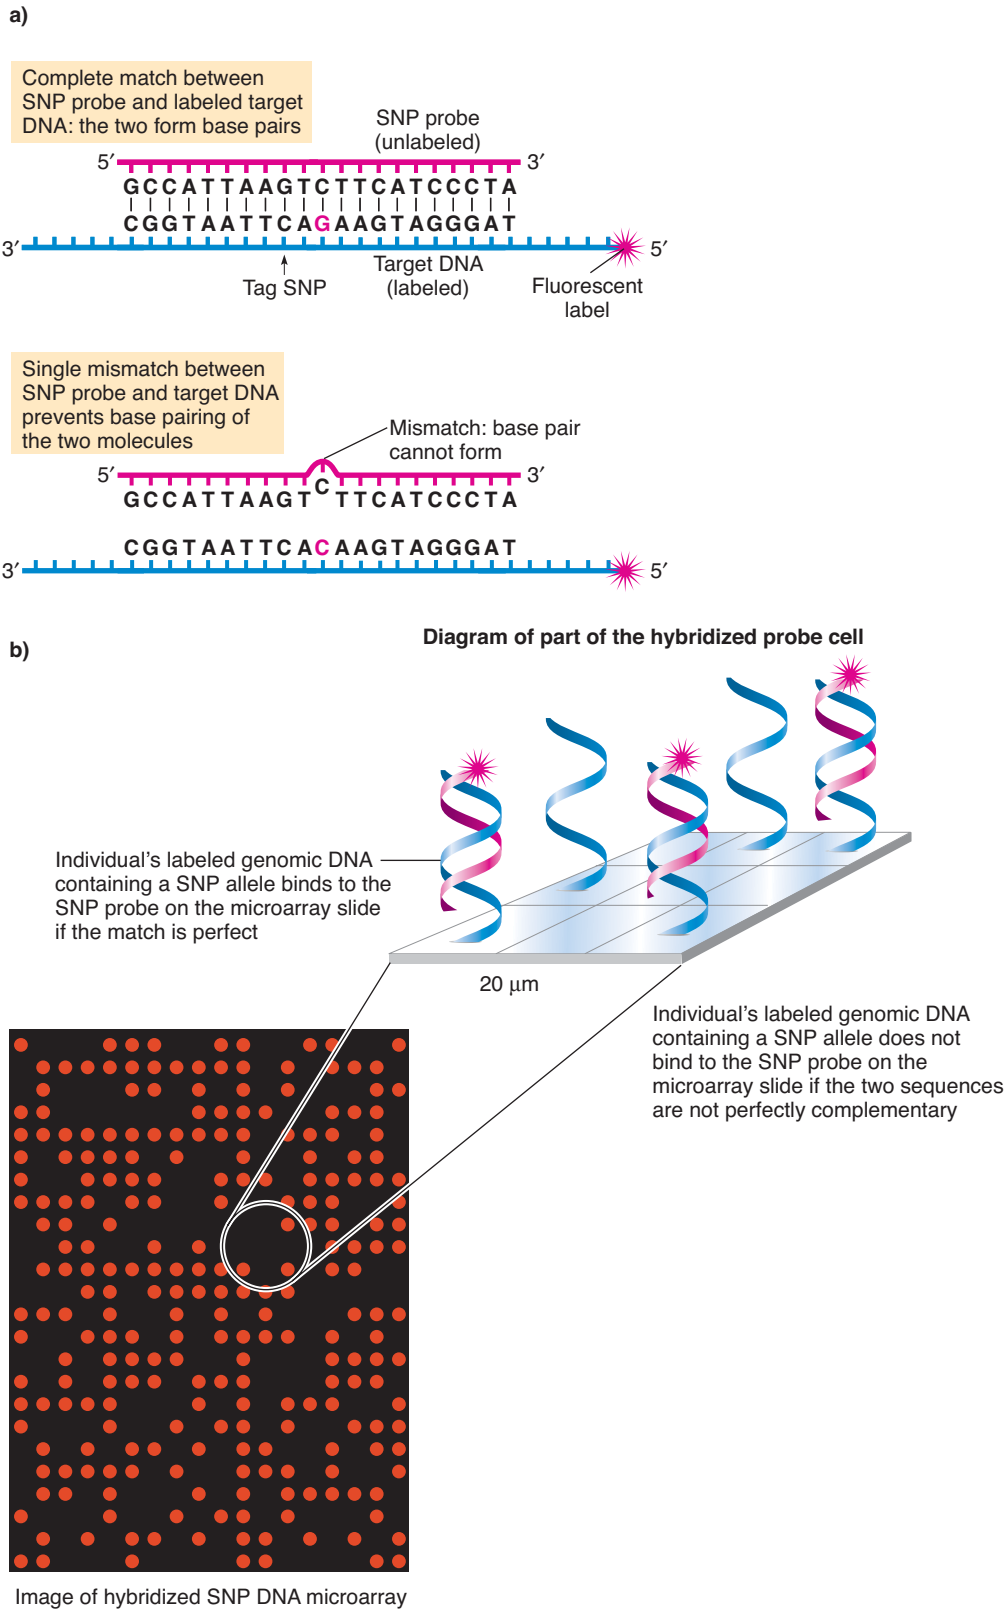 a)
Complete match between
SNP probe and labeled target
DNA: the two form base pairs
SNP probe
(unlabeled)
5′ 3′
GCCATTAAGTCTTCATCCCTA
CGGTAATTCAGAAGTAGGGAT
3′ 5′
Tag SNP
Target DNA
(labeled)
Fluorescent
label
Single mismatch between
SNP probe and target DNA
prevents base pairing of
the two molecules
Mismatch: base pair
cannot form
5′ 3′
GCCATTAAGTCTTCATCCCTA
CGGTAATTCACAAGTAGGGAT
3′ 5′
b)
Diagram of part of the hybridized probe cell
Individual’s labeled genomic DNA
containing a SNP allele binds to the
SNP probe on the microarray slide
if the match is perfect
20 μm
Individual’s labeled genomic DNA
containing a SNP allele does not
bind to the SNP probe on the
microarray slide if the two sequences
are not perfectly complementary
Image of hybridized SNP DNA microarray